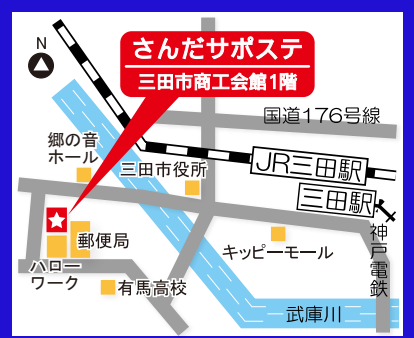 N
さんだサポステ
三田市商工会館1階
国道176号線
郷の音
ホール
三田市役所
JR三田駅
三田駅
神戸電鉄
郵便局
キッピーモール
ハロー
ワーク
有馬高校
武庫川